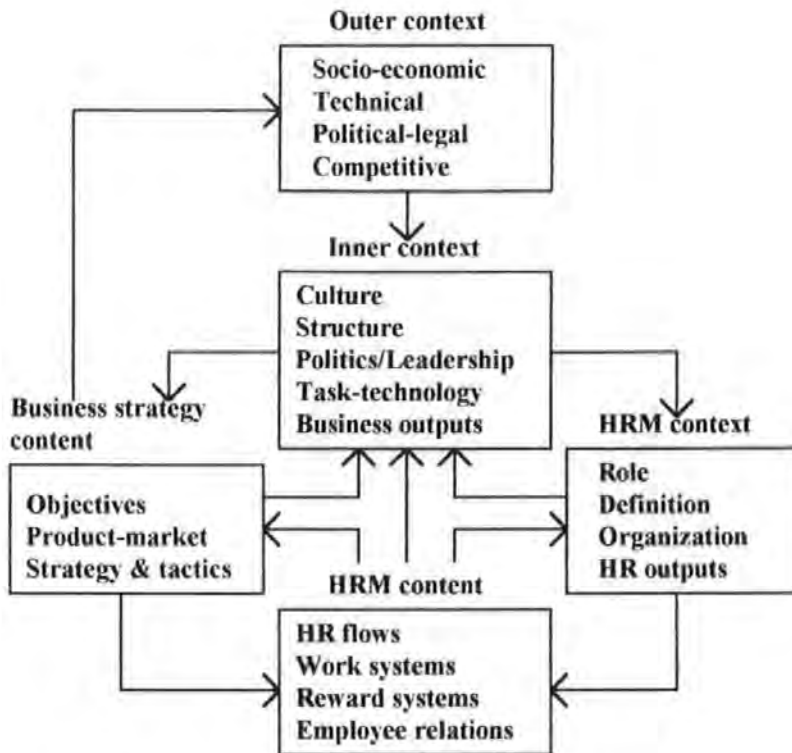 Outer context
Socio-economic
Technical
Political-legal
Competitive
Inner context
Culture
Structure
Politics/Leadership
Task-technology
Business outputs
Business strategy
content
Objectives
Product-market
Strategy & tactics
HRM context
Role
Definition
Organization
HR outputs
HRM content
HR flows
Work systems
Reward systems
Employee relations